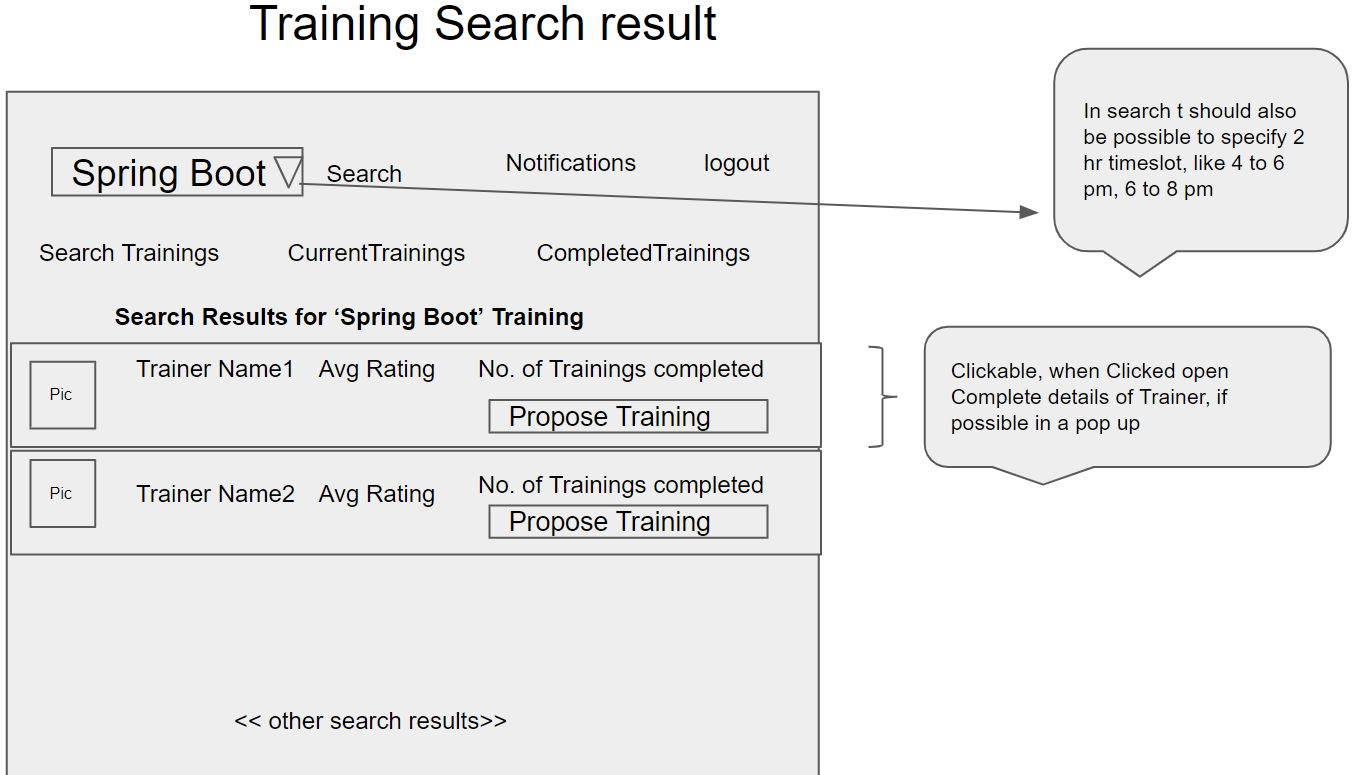 Training Search result
Spring Boot
Search
Notifications
logout
In search t should also
be possible to specify 2
hr timeslot, like 4 to 6
pm, 6 to 8 pm
Search Trainings
CurrentTrainings
CompletedTrainings
Search Results for ‘Spring Boot’ Training
Pic
Trainer Name1
Avg Rating
No. of Trainings completed
Propose Training
Clickable, when Clicked open
Complete details of Trainer, if
possible in a pop up
Pic
Trainer Name2
Avg Rating
No. of Trainings completed
Propose Training
<< other search results>>